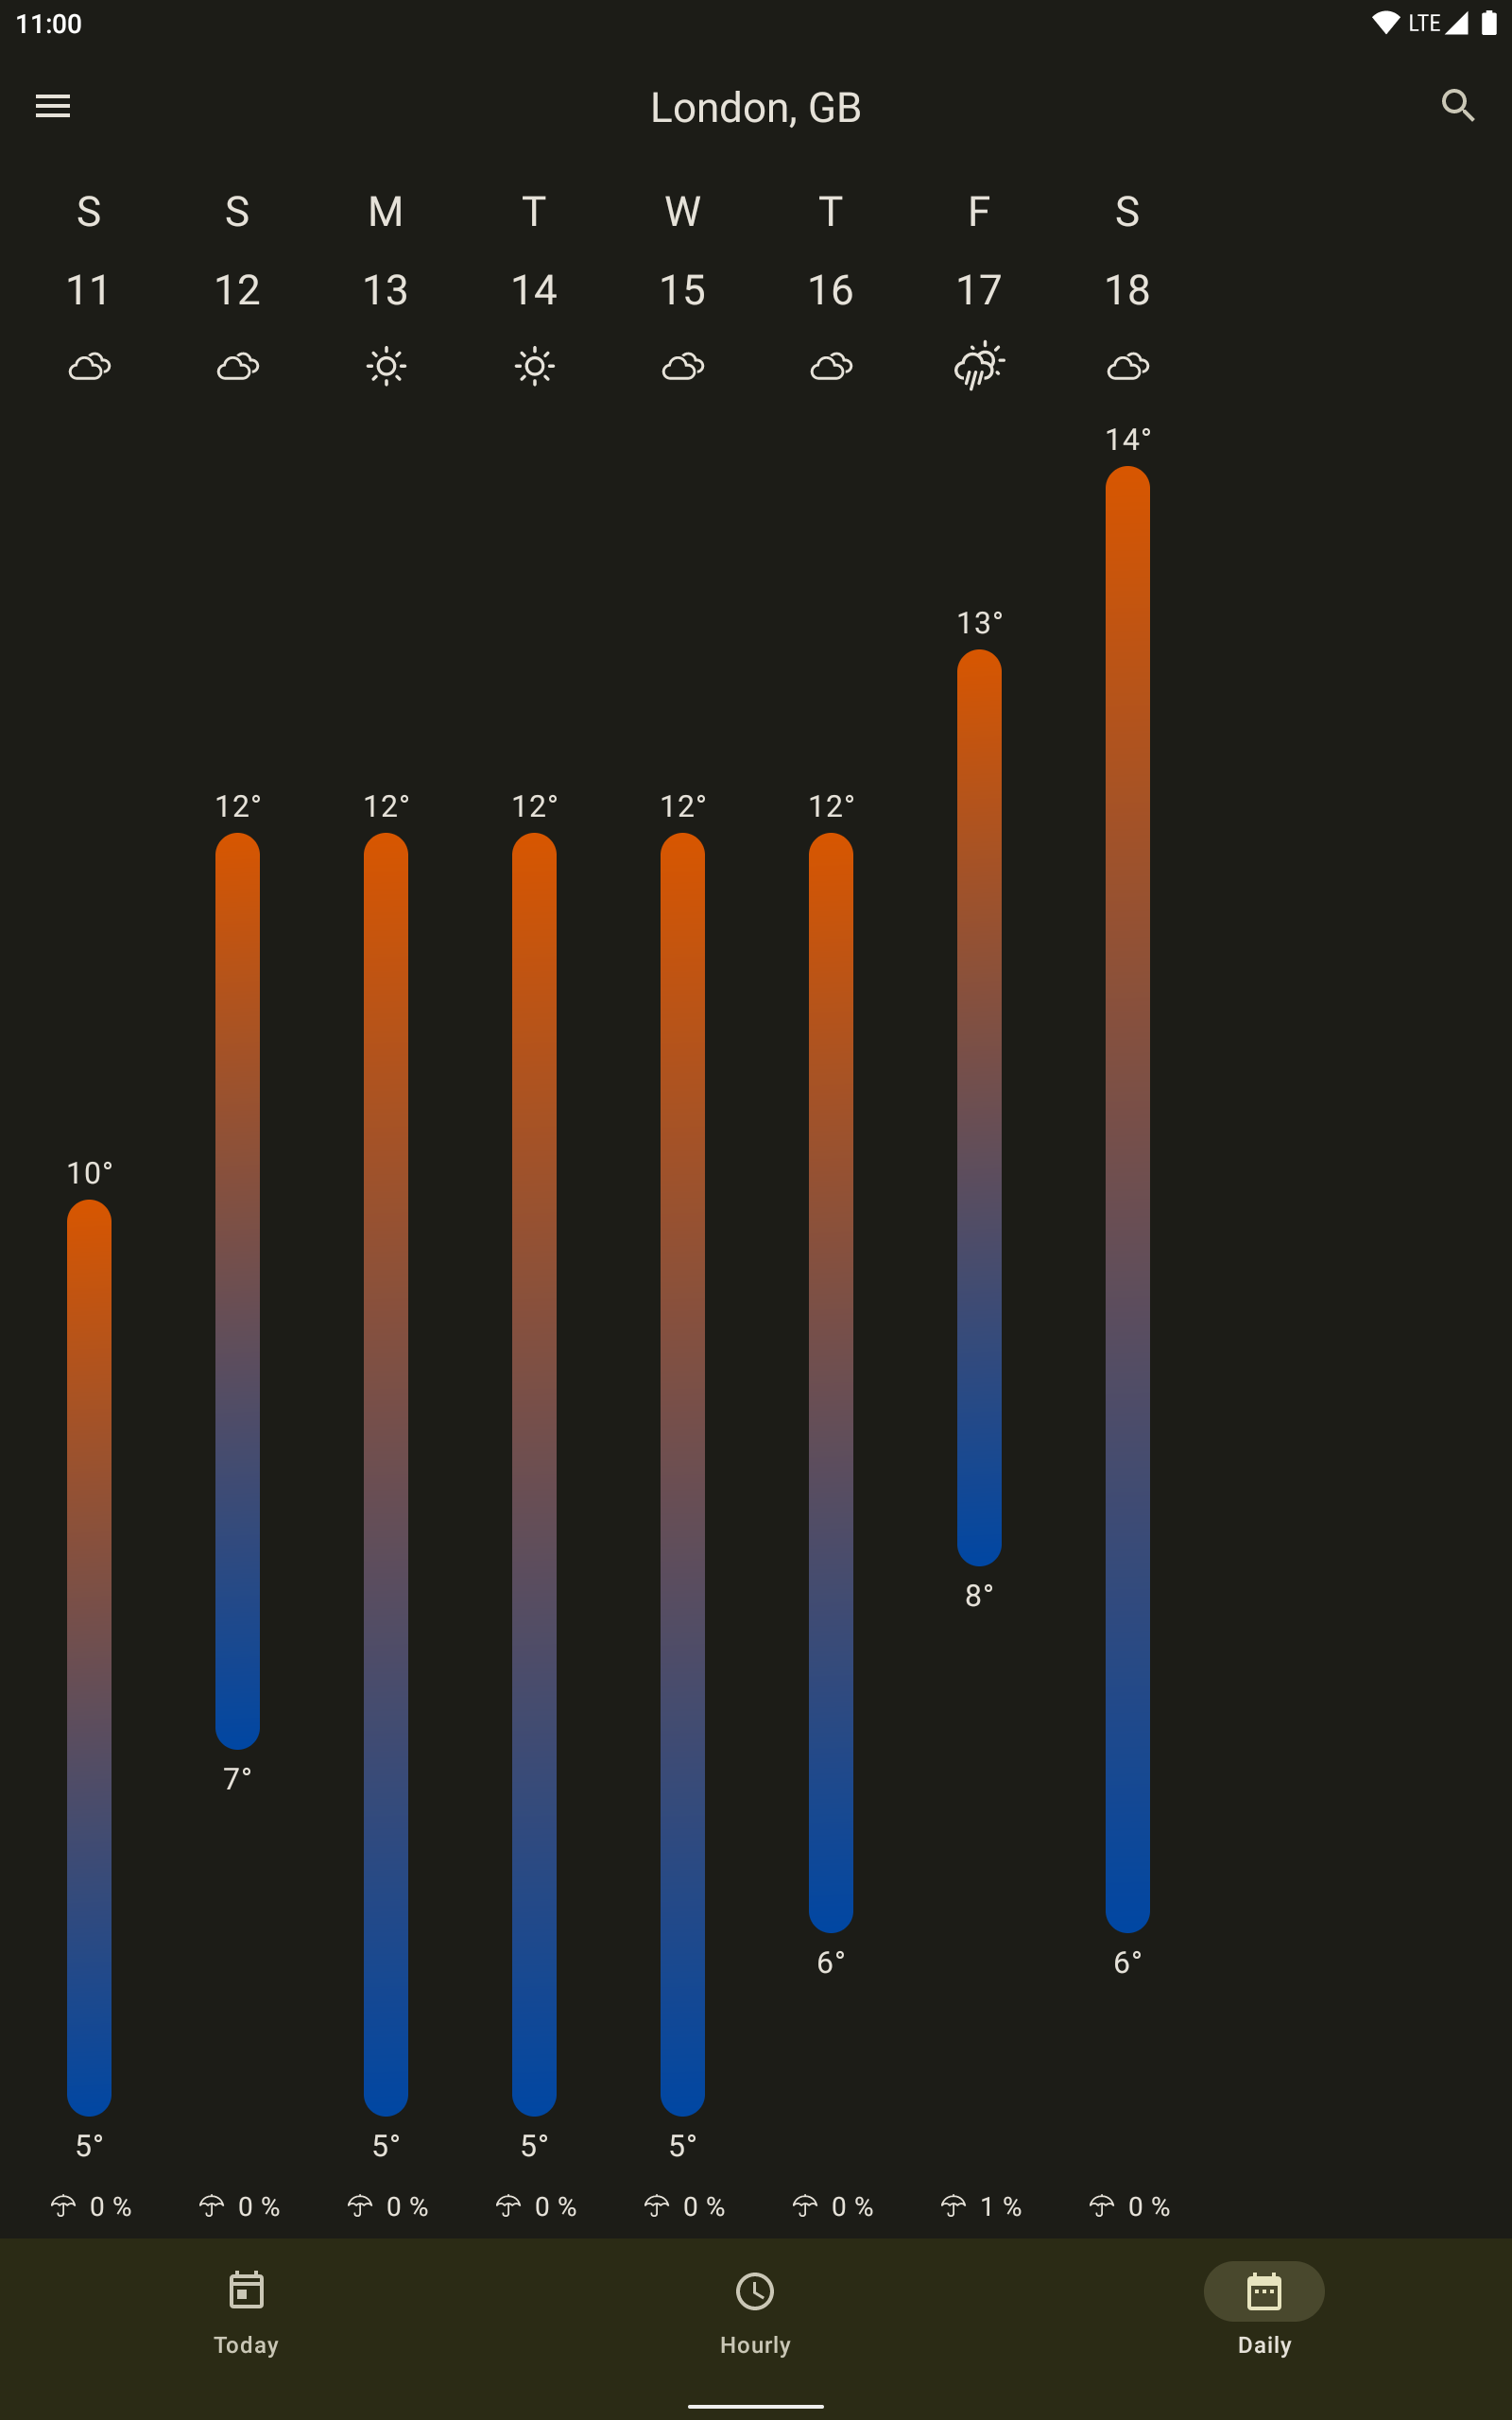 11:00 LTE
London, GB
S S M T W T F S
11 12 13 14 15 16 17 18
14°
13°
12° 12° 12° 12° 12°
10°
8°
7°
6° 6°
5° 5° 5° 5°
0 % 0 % 0 % 0 % 0 % 0 % 1 % 0 %
Today Hourly Daily